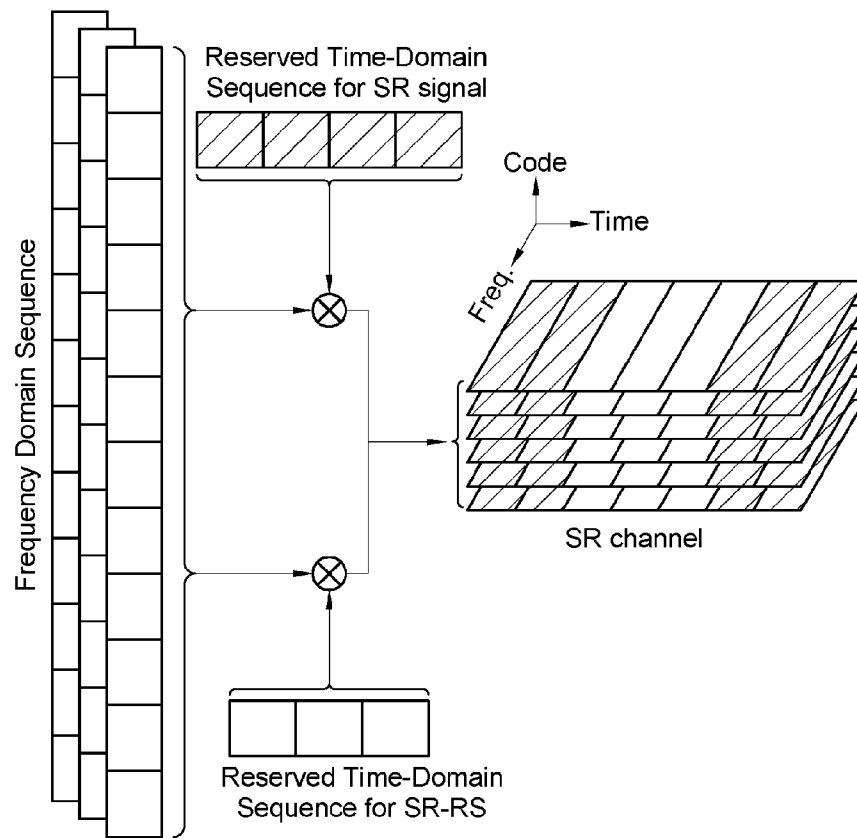 Reserved Time-Domain
Sequence for SR signal
Code
Time
Freq.
Frequency Domain Sequence
SR channel
Reserved Time-Domain
Sequence for SR-RS